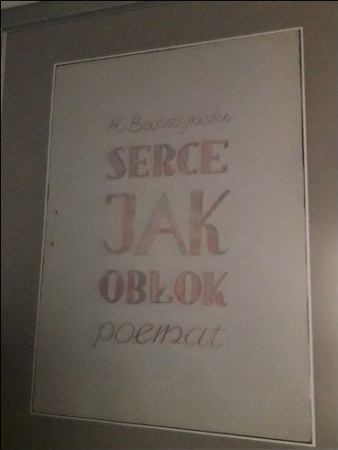 K. Baczyński
SERCE
JAK
OBŁOK
poemat